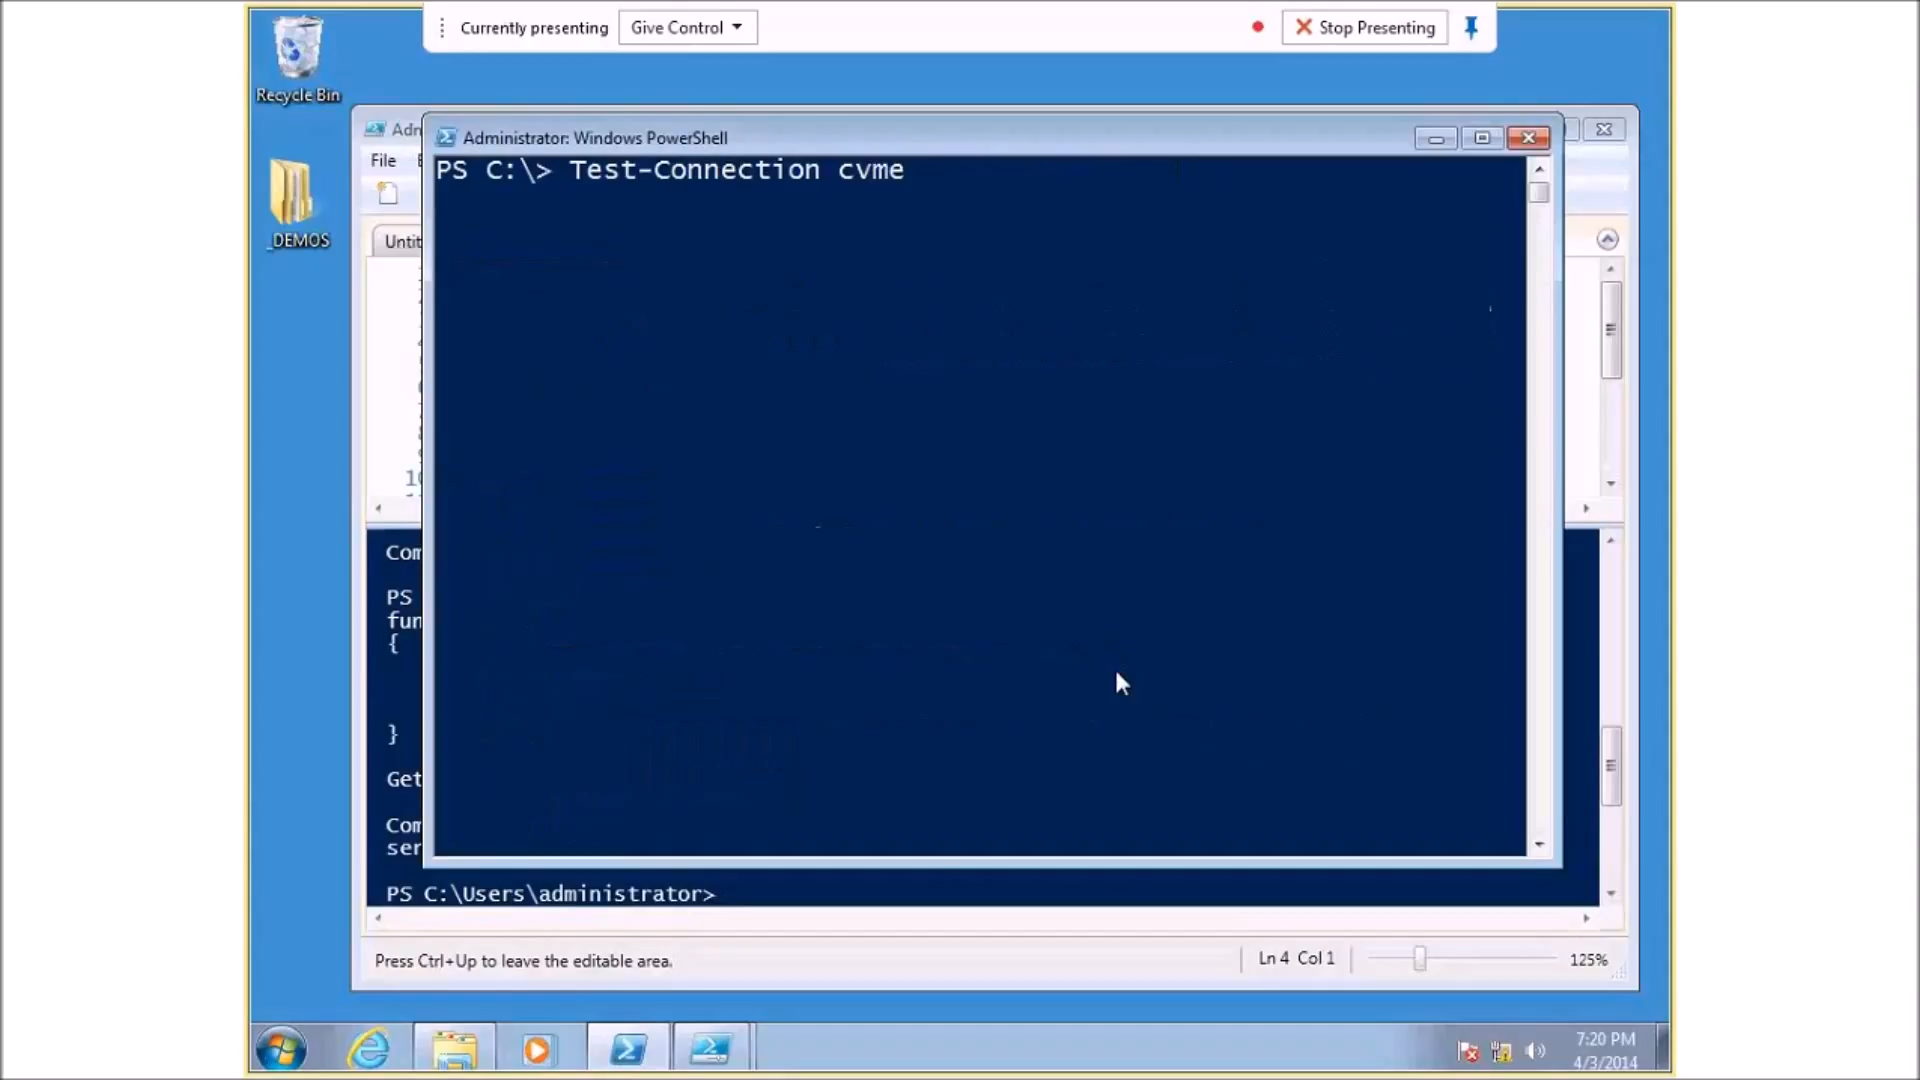 Currently presenting
Give Control
Stop Presenting
Recycle Bin
_DEMOS
Adn
Administrator: Windows PowerShell
File
PS C:\> Test-Connection cvme
Untit
10
Com
PS
fun
{
}
Get
Com
ser
PS C:\Users\administrator>
Press Ctrl+Up to leave the editable area.
Ln 4 Col 1
125%
7:20 PM
4/3/2014